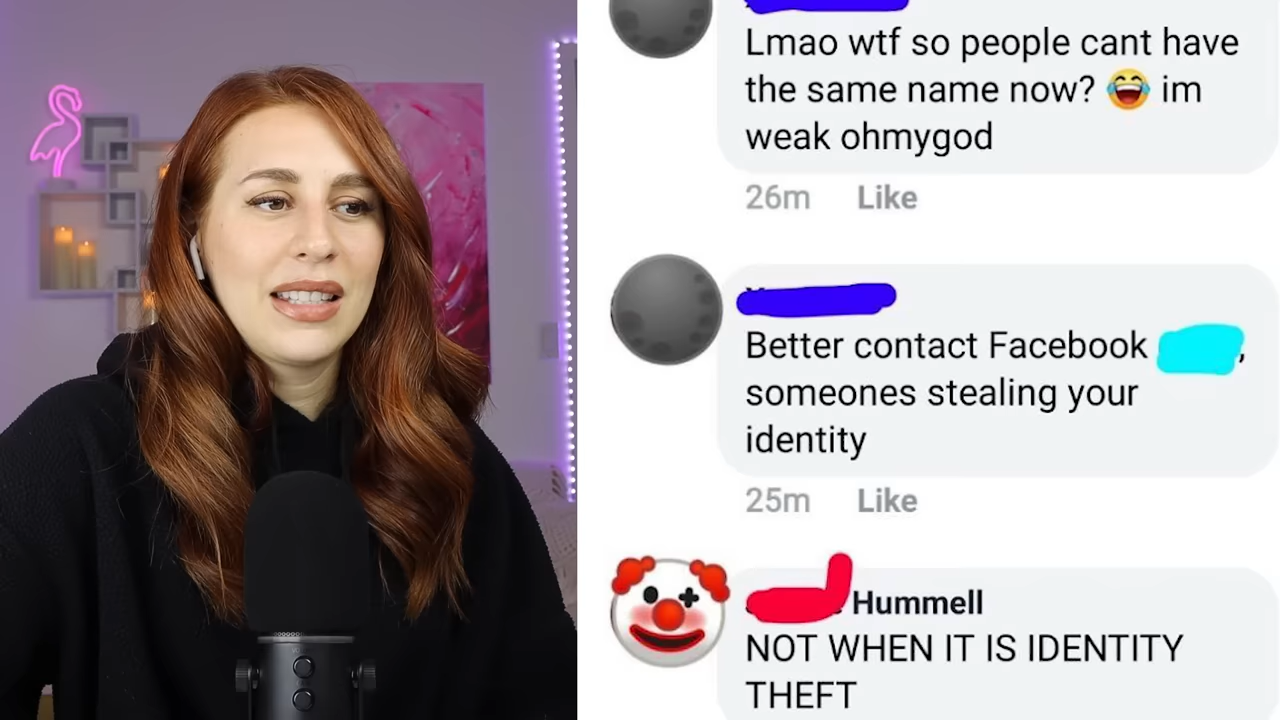 Lmao wtf so people cant have
the same name now? 😂 im
weak ohmygod
26m Like
Better contact Facebook ,
someones stealing your
identity
25m Like
Hummell
NOT WHEN IT IS IDENTITY
THEFT